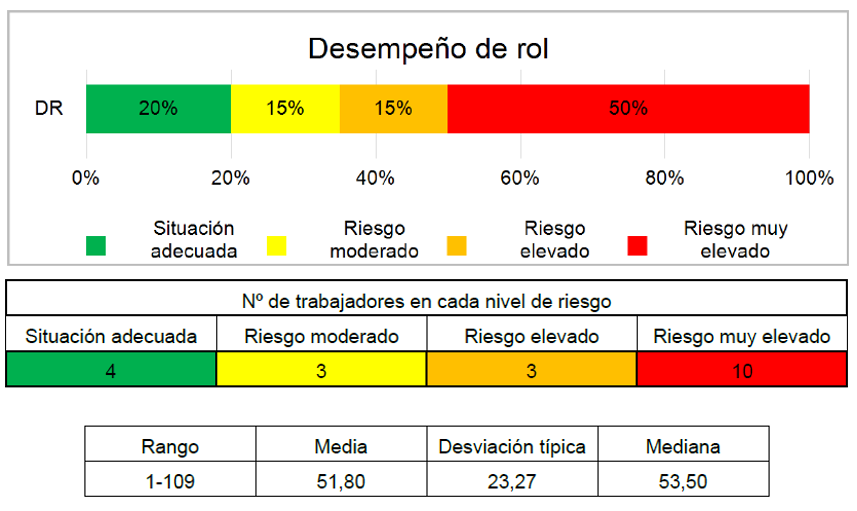 Desempeño de rol
DR 20% 15% 15% 50%
0% 20% 40% 60% 80% 100%
Situación adecuada
Riesgo moderado
Riesgo elevado
Riesgo muy elevado
Nº de trabajadores en cada nivel de riesgo
Situación adecuada Riesgo moderado Riesgo elevado Riesgo muy elevado
4 3 3 10
Rango Media Desviación típica Mediana
1-109 51,80 23,27 53,50